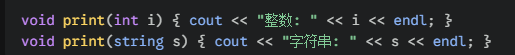 void print(int i) { cout << "整数: " << i << endl; }
void print(string s) { cout << "字符串: " << s << endl; }